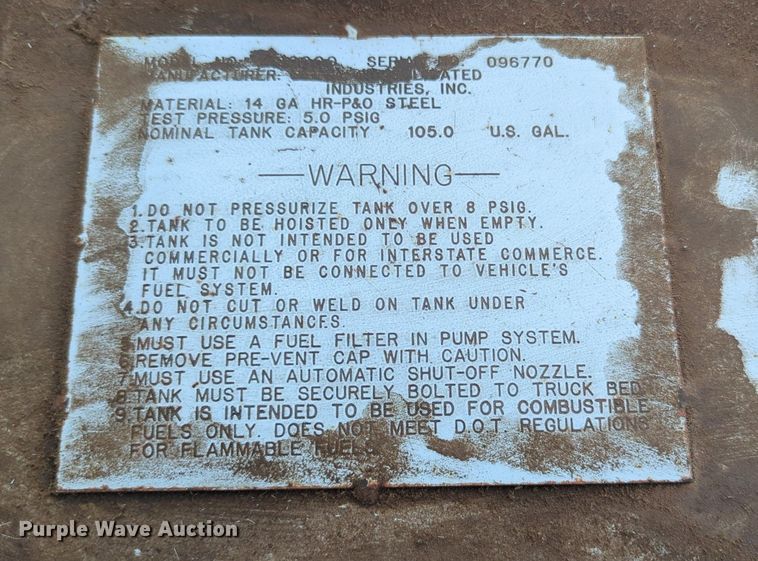 MODEL NO. SERIAL NO. 096770
MANUFACTURER:
INDUSTRIES, INC.
MATERIAL: 14 GA HR-P&O STEEL
TEST PRESSURE: 5.0 PSIG
NOMINAL TANK CAPACITY 105.0 U.S. GAL.
WARNING
1. DO NOT PRESSURIZE TANK OVER 8 PSIG.
2. TANK TO BE HOISTED ONLY WHEN EMPTY.
3. TANK IS NOT INTENDED TO BE USED
COMMERCIALLY OR FOR INTERSTATE COMMERCE.
IT MUST NOT BE CONNECTED TO VEHICLE'S
FUEL SYSTEM.
4. DO NOT CUT OR WELD ON TANK UNDER
ANY CIRCUMSTANCES.
5. MUST USE A FUEL FILTER IN PUMP SYSTEM.
6. REMOVE PRE-VENT CAP WITH CAUTION.
7. MUST USE AN AUTOMATIC SHUT-OFF NOZZLE.
8. TANK MUST BE SECURELY BOLTED TO TRUCK BED
9. TANK IS INTENDED TO BE USED FOR COMBUSTIBLE
FUELS ONLY. DOES NOT MEET D.O.T. REGULATIONS
FOR FLAMMABLE FUELS
Purple Wave Auction